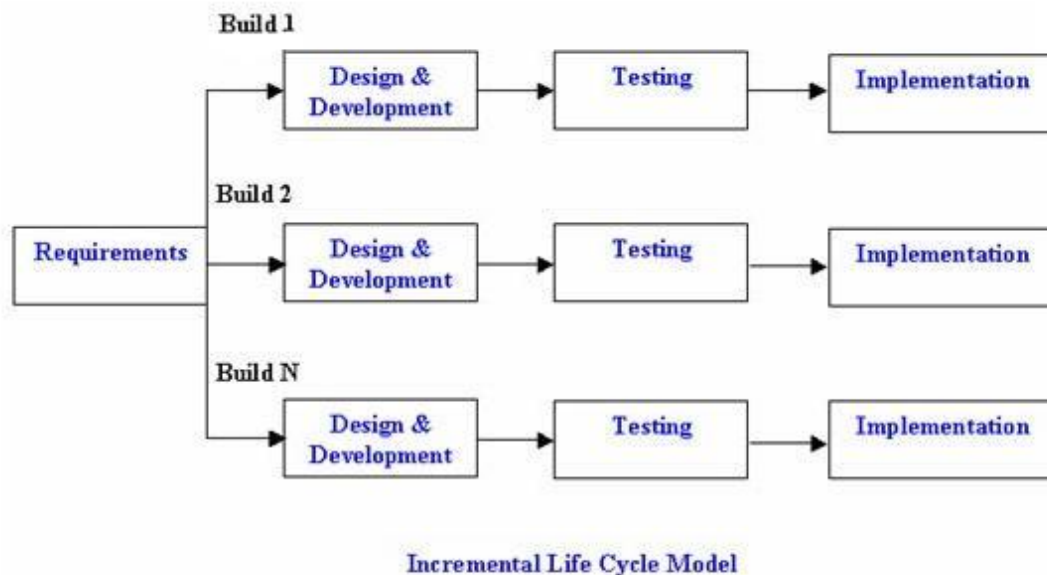 Build 1
Design &
Development
Testing
Implementation
Build 2
Requirements
Design &
Development
Testing
Implementation
Build N
Design &
Development
Testing
Implementation
Incremental Life Cycle Model